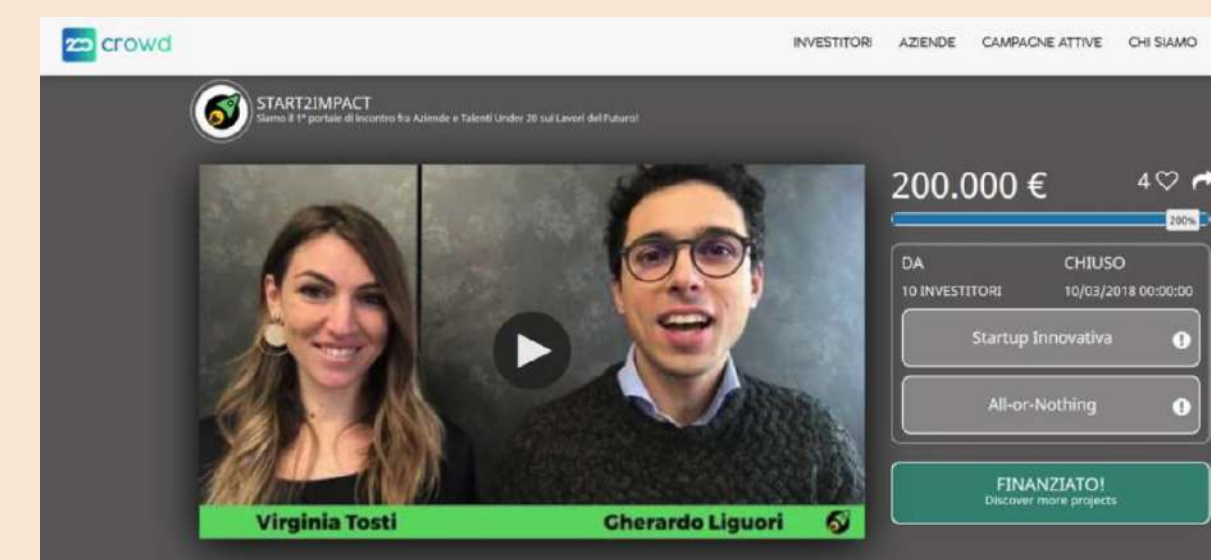 200 crowd
INVESTITORI AZIENDE CAMPAGNE ATTIVE CHI SIAMO
START2IMPACT
Siamo il 1° portale di incontro fra Aziende e Talenti Under 26 sui Lavori del Futuro!
200.000 € 4
200%
DA CHIUSO
10 INVESTITORI 10/03/2018 00:00:00
Startup Innovativa
All-or-Nothing
FINANZIATO!
Discover more projects
Virginia Tosti Gherardo Liguori